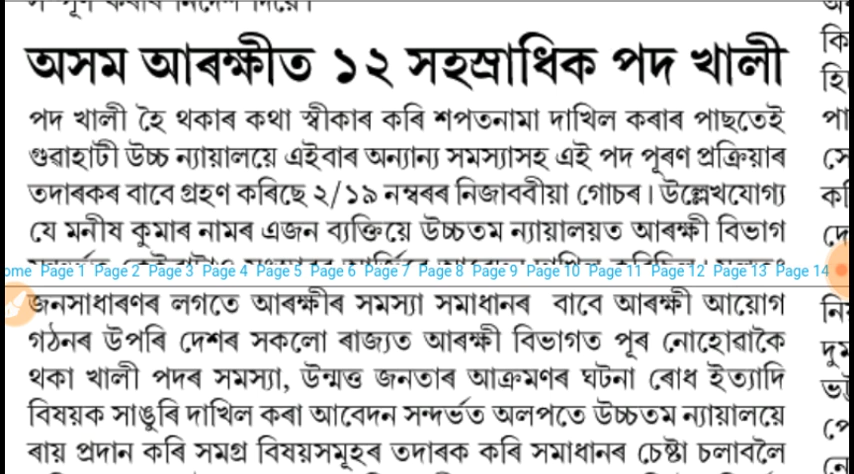 অসম আৰক্ষীত ১২ সহস্ৰাধিক পদ খালী
পদ খালী হৈ থকাৰ কথা স্বীকাৰ কৰি শপতনামা দাখিল কৰাৰ পাছতেই
গুৱাহাটী উচ্চ ন্যায়ালয়ে এইবাৰ অন্যান্য সমস্যাসহ এই পদ পূৰণ প্ৰক্ৰিয়াৰ
তদাৰকৰ বাবে গ্ৰহণ কৰিছে ২/১৯ নম্বৰৰ নিজাববীয়া গোচৰ। উল্লেখযোগ্য
যে মনীষ কুমাৰ নামৰ এজন ব্যক্তিয়ে উচ্চতম ন্যায়ালয়ত আৰক্ষী বিভাগ
ome Page 1 Page 2 Page 3 Page 4 Page 5 Page 6 Page 7 Page 8 Page 9 Page 10 Page 11 Page 12 Page 13 Page 14
জনসাধাৰণৰ লগতে আৰক্ষীৰ সমস্যা সমাধানৰ বাবে আৰক্ষী আয়োগ
গঠনৰ উপৰি দেশৰ সকলো ৰাজ্যত আৰক্ষী বিভাগত পূৰ নোহোৱাকৈ
থকা খালী পদৰ সমস্যা, উন্মত্ত জনতাৰ আক্ৰমণৰ ঘটনা ৰোধ ইত্যাদি
বিষয়ক সাঙুৰি দাখিল কৰা আবেদন সন্দৰ্ভত অলপতে উচ্চতম ন্যায়ালয়ে
ৰায় প্ৰদান কৰি সমগ্ৰ বিষয়সমূহৰ তদাৰক কৰি সমাধানৰ চেষ্টা চলাবলৈ